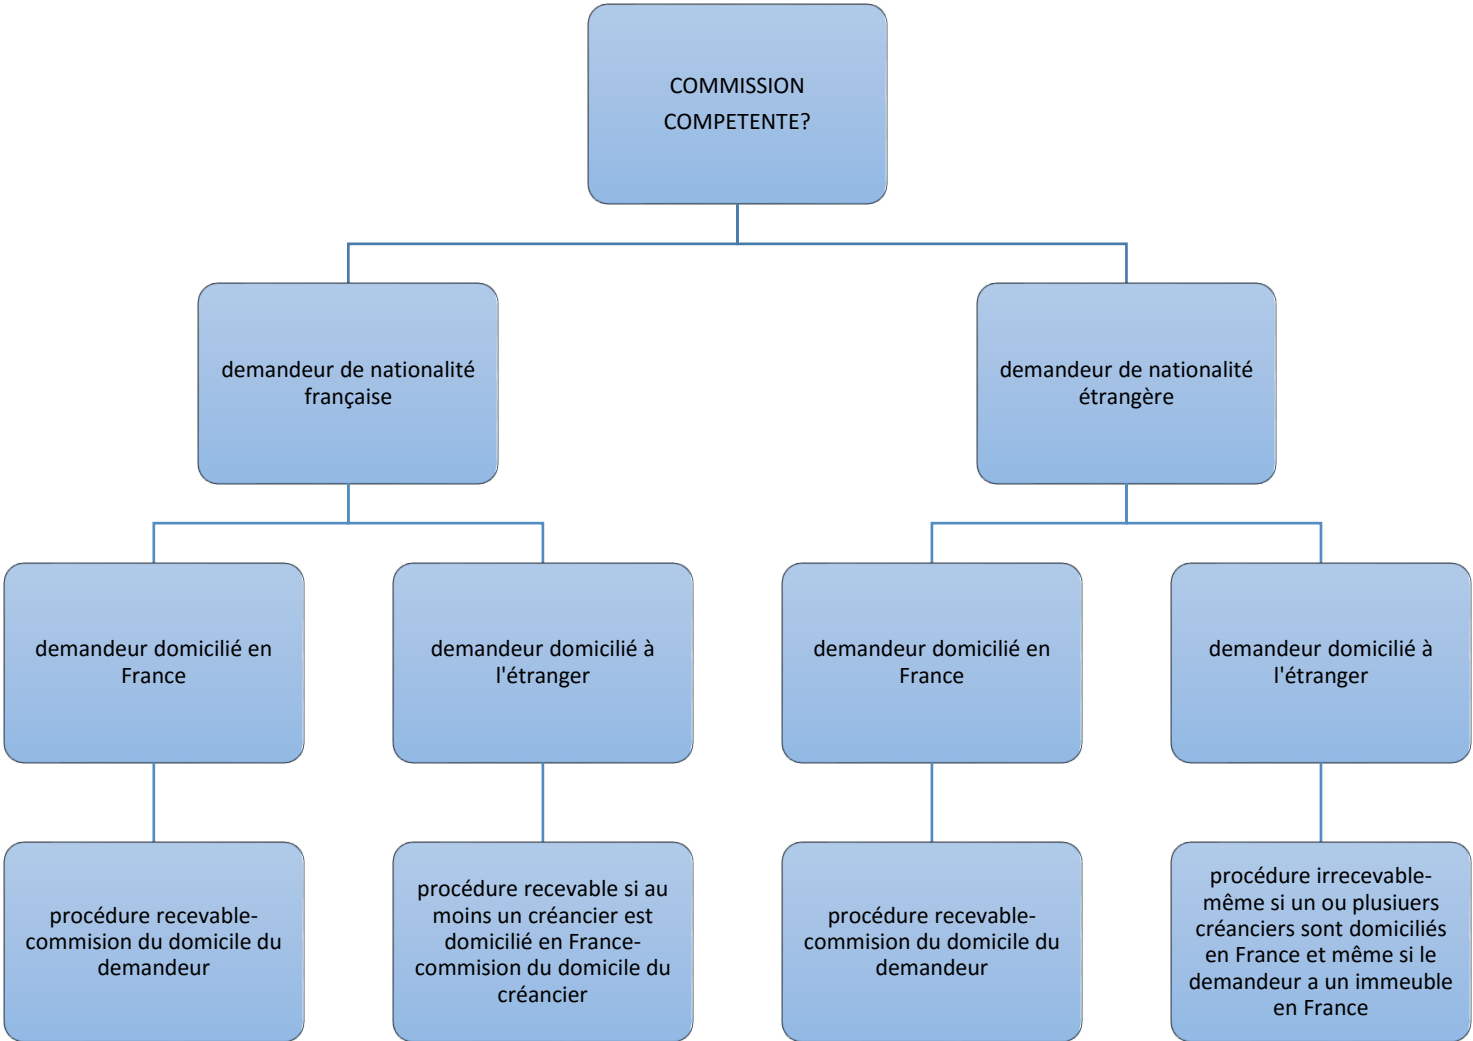 COMMISSION
COMPETENTE?
demandeur de nationalité
française
demandeur de nationalité
étrangère
demandeur domicilié en
France
demandeur domicilié à
l'étranger
demandeur domicilié en
France
demandeur domicilié à
l'étranger
procédure recevable-
commision du domicile du
demandeur
procédure recevable si au
moins un créancier est
domicilié en France-
commision du domicile du
créancier
procédure recevable-
commision du domicile du
demandeur
procédure irrecevable-
même si un ou plusiuers
créanciers sont domiciliés
en France et même si le
demandeur a un immeuble
en France